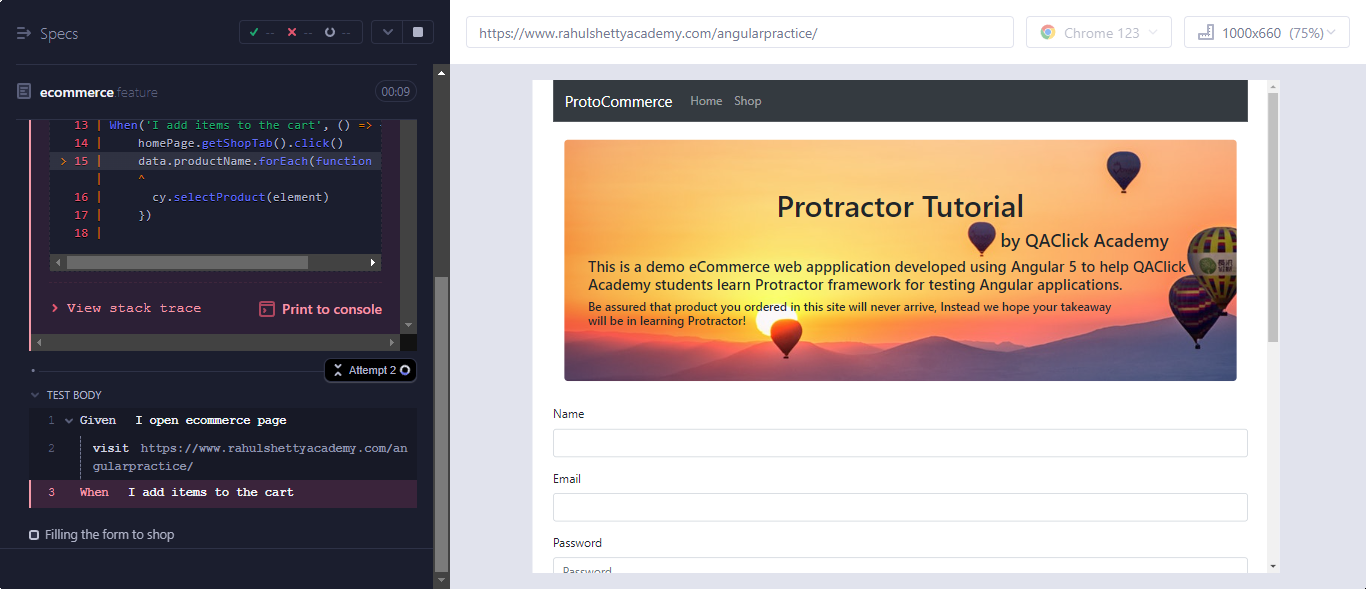 Specs
-- -- --
ecommerce.feature
00:09
13 | When('I add items to the cart', () =>
14 | homePage.getShopTab().click()
> 15 | data.productName.forEach(function
| ^
16 | cy.selectProduct(element)
17 | })
18 |
View stack trace
Print to console
Attempt 2
TEST BODY
1 Given I open ecommerce page
2 visit https://www.rahulshettyacademy.com/an
gularpractice/
3 When I add items to the cart
Filling the form to shop
https://www.rahulshettyacademy.com/angularpractice/
Chrome 123
1000x660 (75%)
ProtoCommerce
Home Shop
Protractor Tutorial
by QAClick Academy
This is a demo eCommerce web appplication developed using Angular 5 to help QAClick
Academy students learn Protractor framework for testing Angular applications.
Be assured that product you ordered in this site will never arrive, Instead we hope your takeaway
will be in learning Protractor!
Name
Email
Password
Password